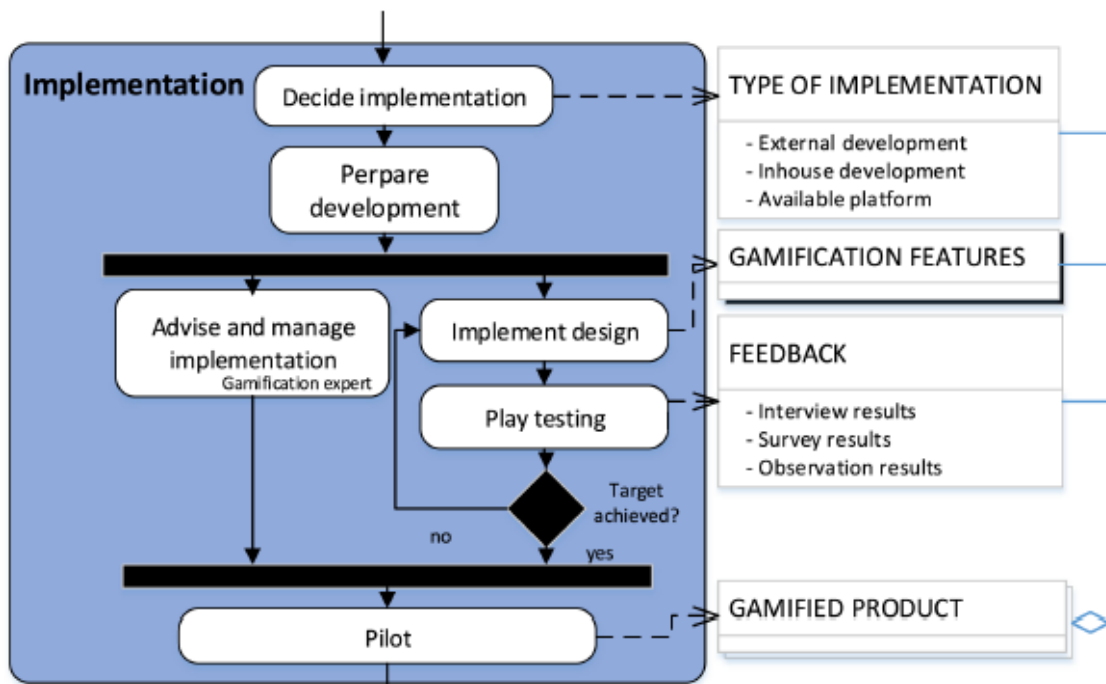 Implementation
Decide implementation
Perpare
development
Advise and manage
implementation
Gamification expert
Implement design
Play testing
Target
achieved?
no
yes
Pilot
TYPE OF IMPLEMENTATION
- External development
- Inhouse development
- Available platform
GAMIFICATION FEATURES
FEEDBACK
- Interview results
- Survey results
- Observation results
GAMIFIED PRODUCT